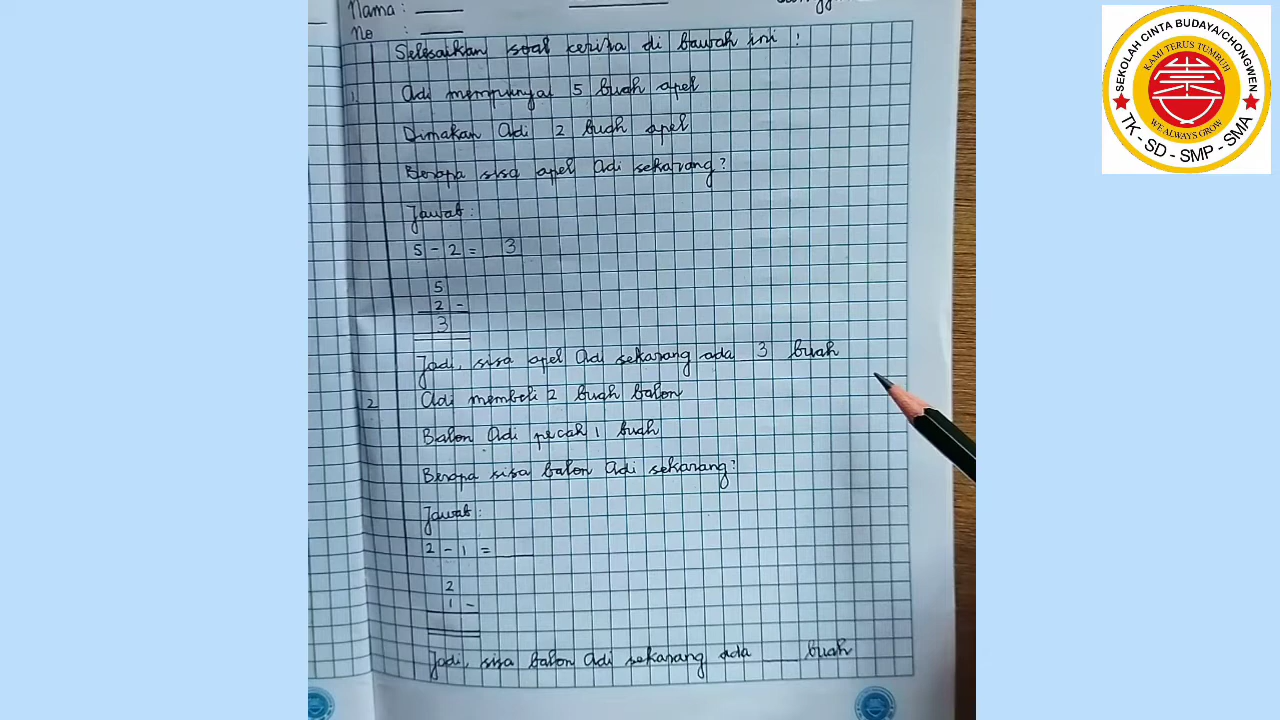 Nama :
No :
Selesaikan soal cerita di bawah ini !
Adi mempunyai 5 buah apel
Dimakan Adi 2 buah apel
Berapa sisa apel Adi sekarang?
Jawab :
5 - 2 = 3
5
2 -
3
Jadi, sisa apel Adi sekarang ada 3 buah
2 Adi membeli 2 buah balon
Balon Adi pecah 1 buah
Berapa sisa balon Adi sekarang?
Jawab :
2 - 1 =
2
1 -
Jadi, sisa balon Adi sekarang ada ___ buah
SEKOLAH CINTA BUDAYA/CHONGWEN
KAMI TERUS TUMBUH
WE ALWAYS GROW
TK - SD - SMP - SMA